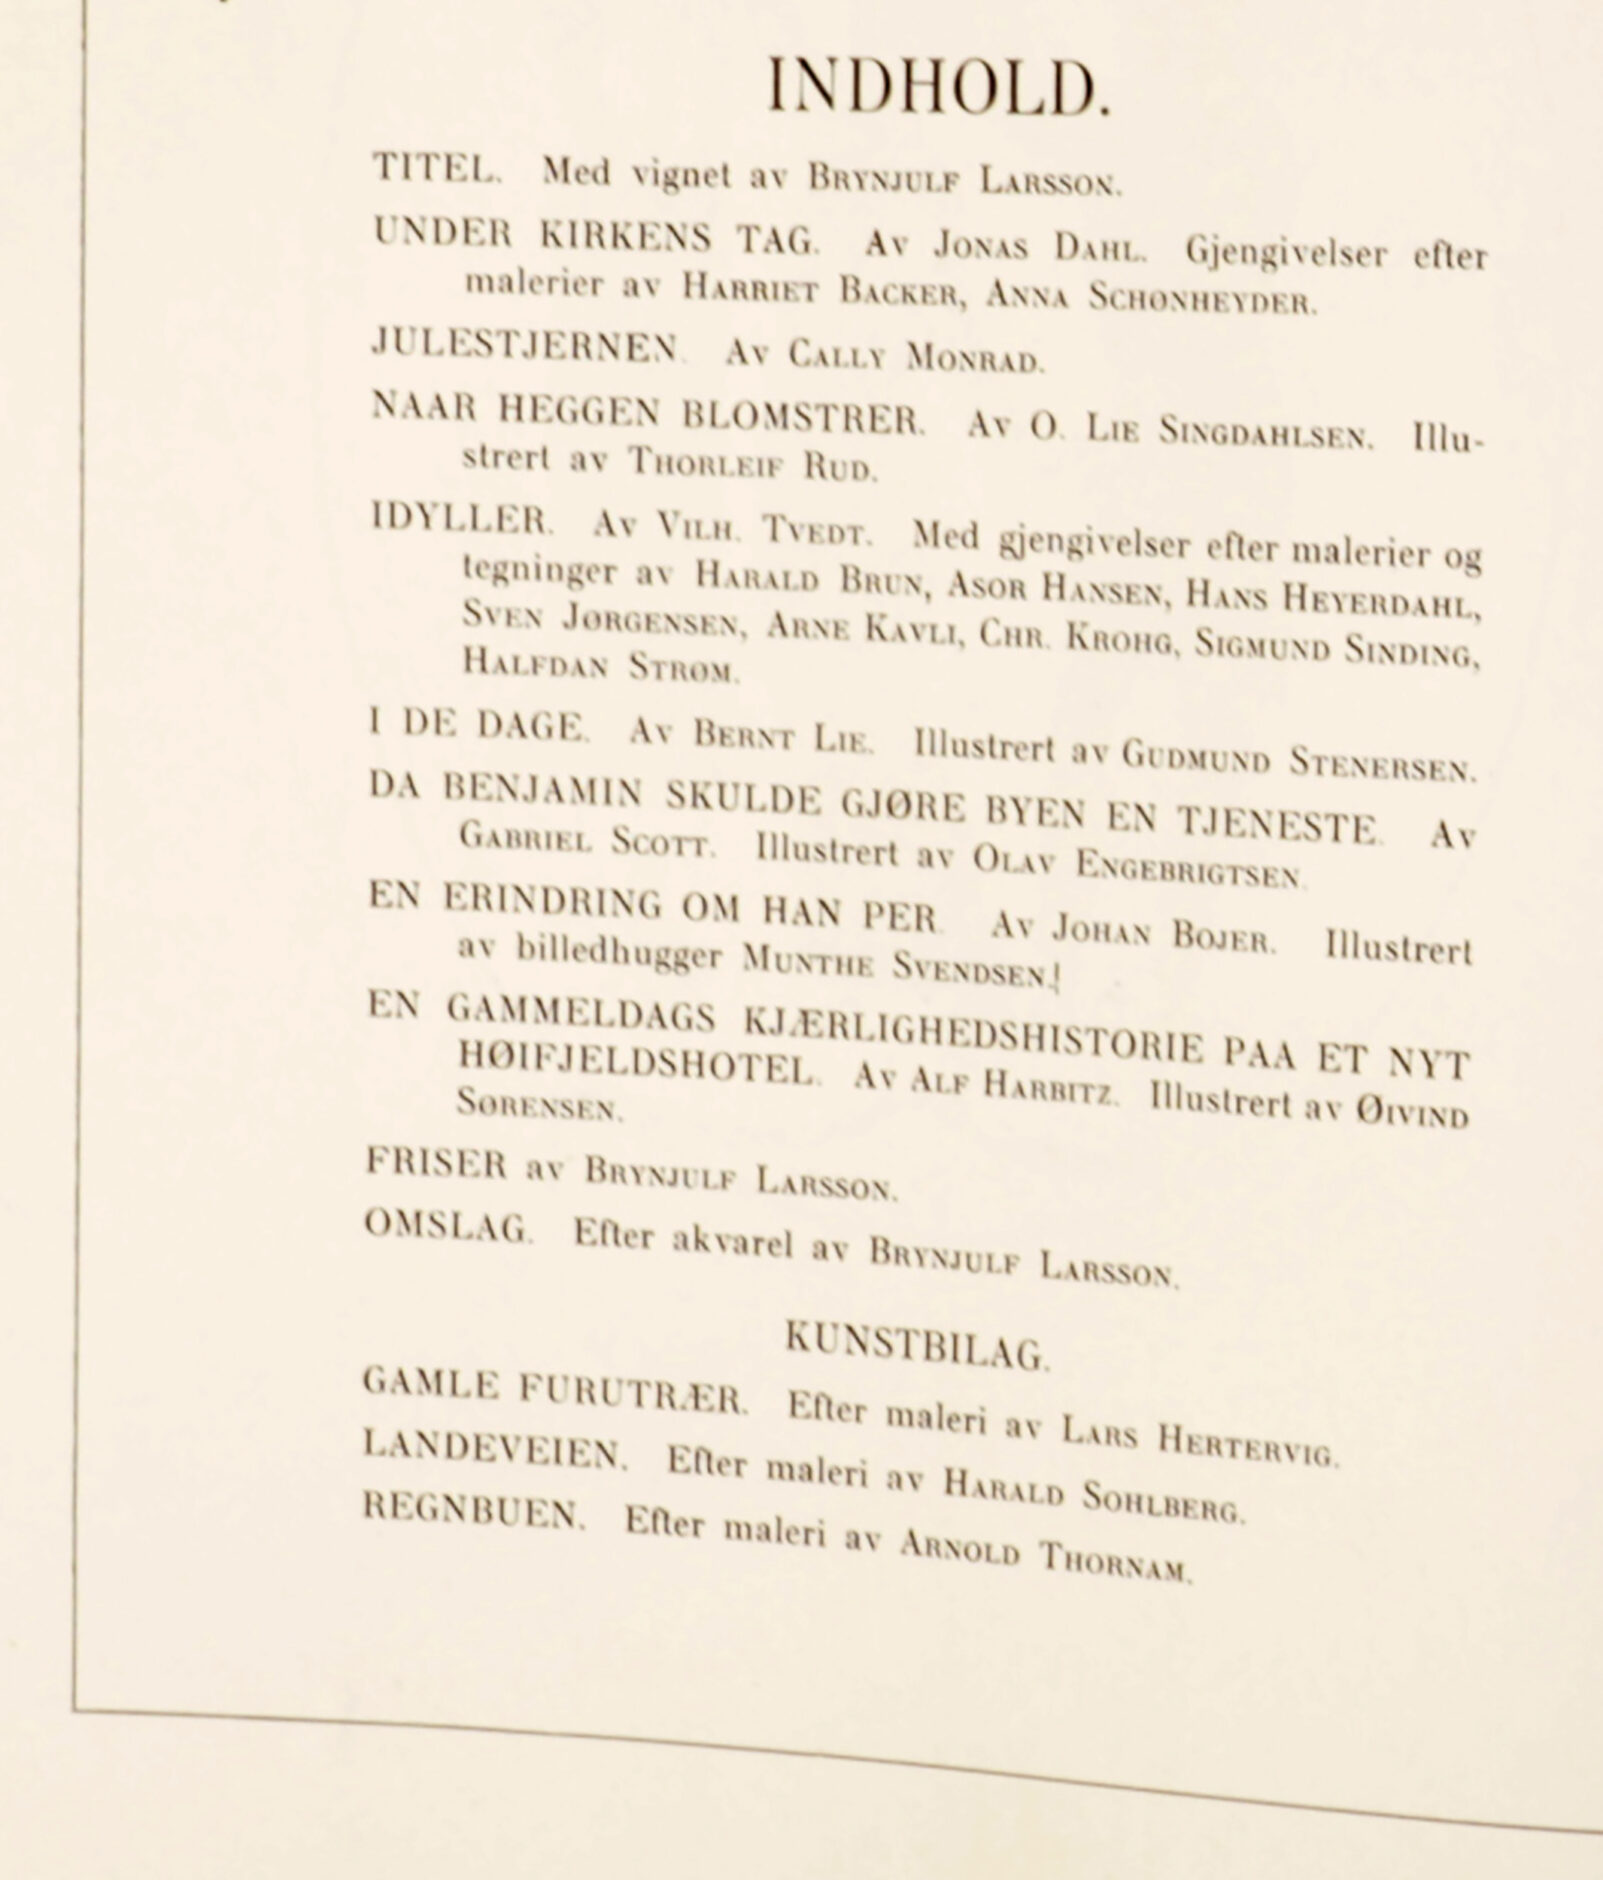 INDHOLD.
TITEL. Med vignet av Brynjulf Larsson.
UNDER KIRKENS TAG. Av Jonas Dahl. Gjengivelser efter
malerier av Harriet Backer, Anna Schønheyder.
JULESTJERNEN. Av Cally Monrad.
NAAR HEGGEN BLOMSTRER. Av O. Lie Singdahlsen. Illu-
strert av Thorleif Rud.
IDYLLER. Av Vilh. Tvedt. Med gjengivelser efter malerier og
tegninger av Harald Brun, Asor Hansen, Hans Heyerdahl,
Sven Jørgensen, Arne Kavli, Chr. Krohg, Sigmund Sinding,
Halfdan Strøm.
I DE DAGE. Av Bernt Lie. Illustrert av Gudmund Stenersen.
DA BENJAMIN SKULDE GJØRE BYEN EN TJENESTE. Av
Gabriel Scott. Illustrert av Olav Engebrigtsen.
EN ERINDRING OM HAN PER. Av Johan Bojer. Illustrert
av billedhugger Munthe Svendsen.
EN GAMMELDAGS KJÆRLIGHEDSHISTORIE PAA ET NYT
HØIFJELDSHOTEL. Av Alf Harbitz. Illustrert av Øivind
Sørensen.
FRISER av Brynjulf Larsson.
OMSLAG. Efter akvarel av Brynjulf Larsson.
KUNSTBILAG.
GAMLE FURUTRÆR. Efter maleri av Lars Hertervig.
LANDEVEIEN. Efter maleri av Harald Sohlberg.
REGNBUEN. Efter maleri av Arnold Thornam.